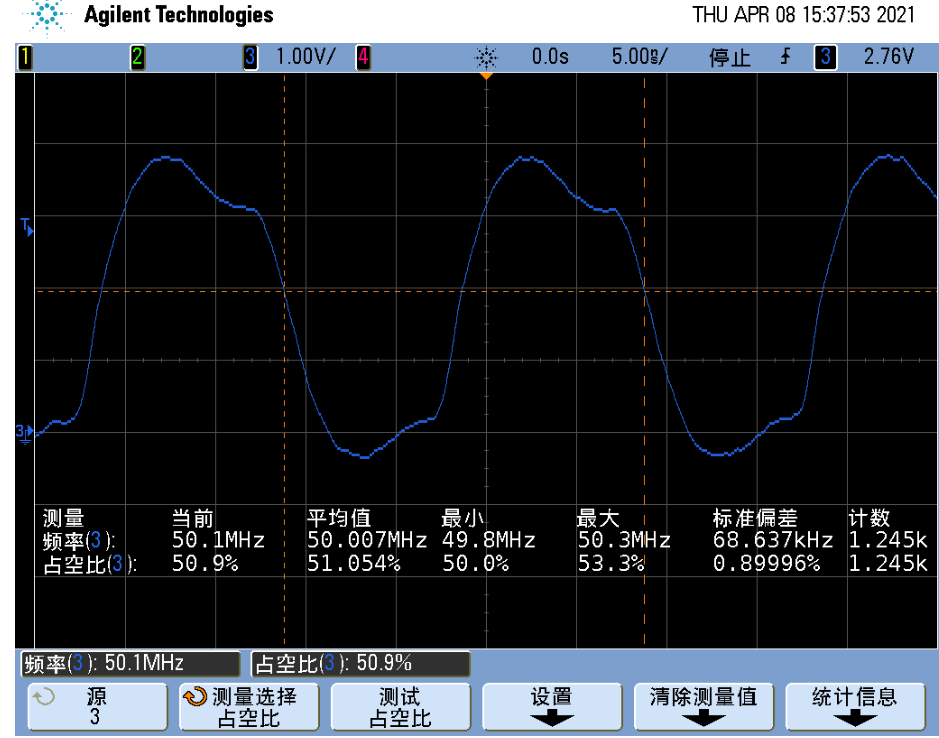 Agilent Technologies THU APR 08 15:37:53 2021
1 2 3 1.00V/ 4 0.0s 5.00s/ 停止 3 2.76V
T
3
测量 当前 平均值 最小 最大 标准偏差 计数
频率(3): 50.1MHz 50.007MHz 49.8MHz 50.3MHz 68.637kHz 1.245k
占空比(3): 50.9% 51.054% 50.0% 53.3% 0.89996% 1.245k
频率(3): 50.1MHz 占空比(3): 50.9%
源 测量选择 测试 设置 清除测量值 统计信息
3 占空比 占空比